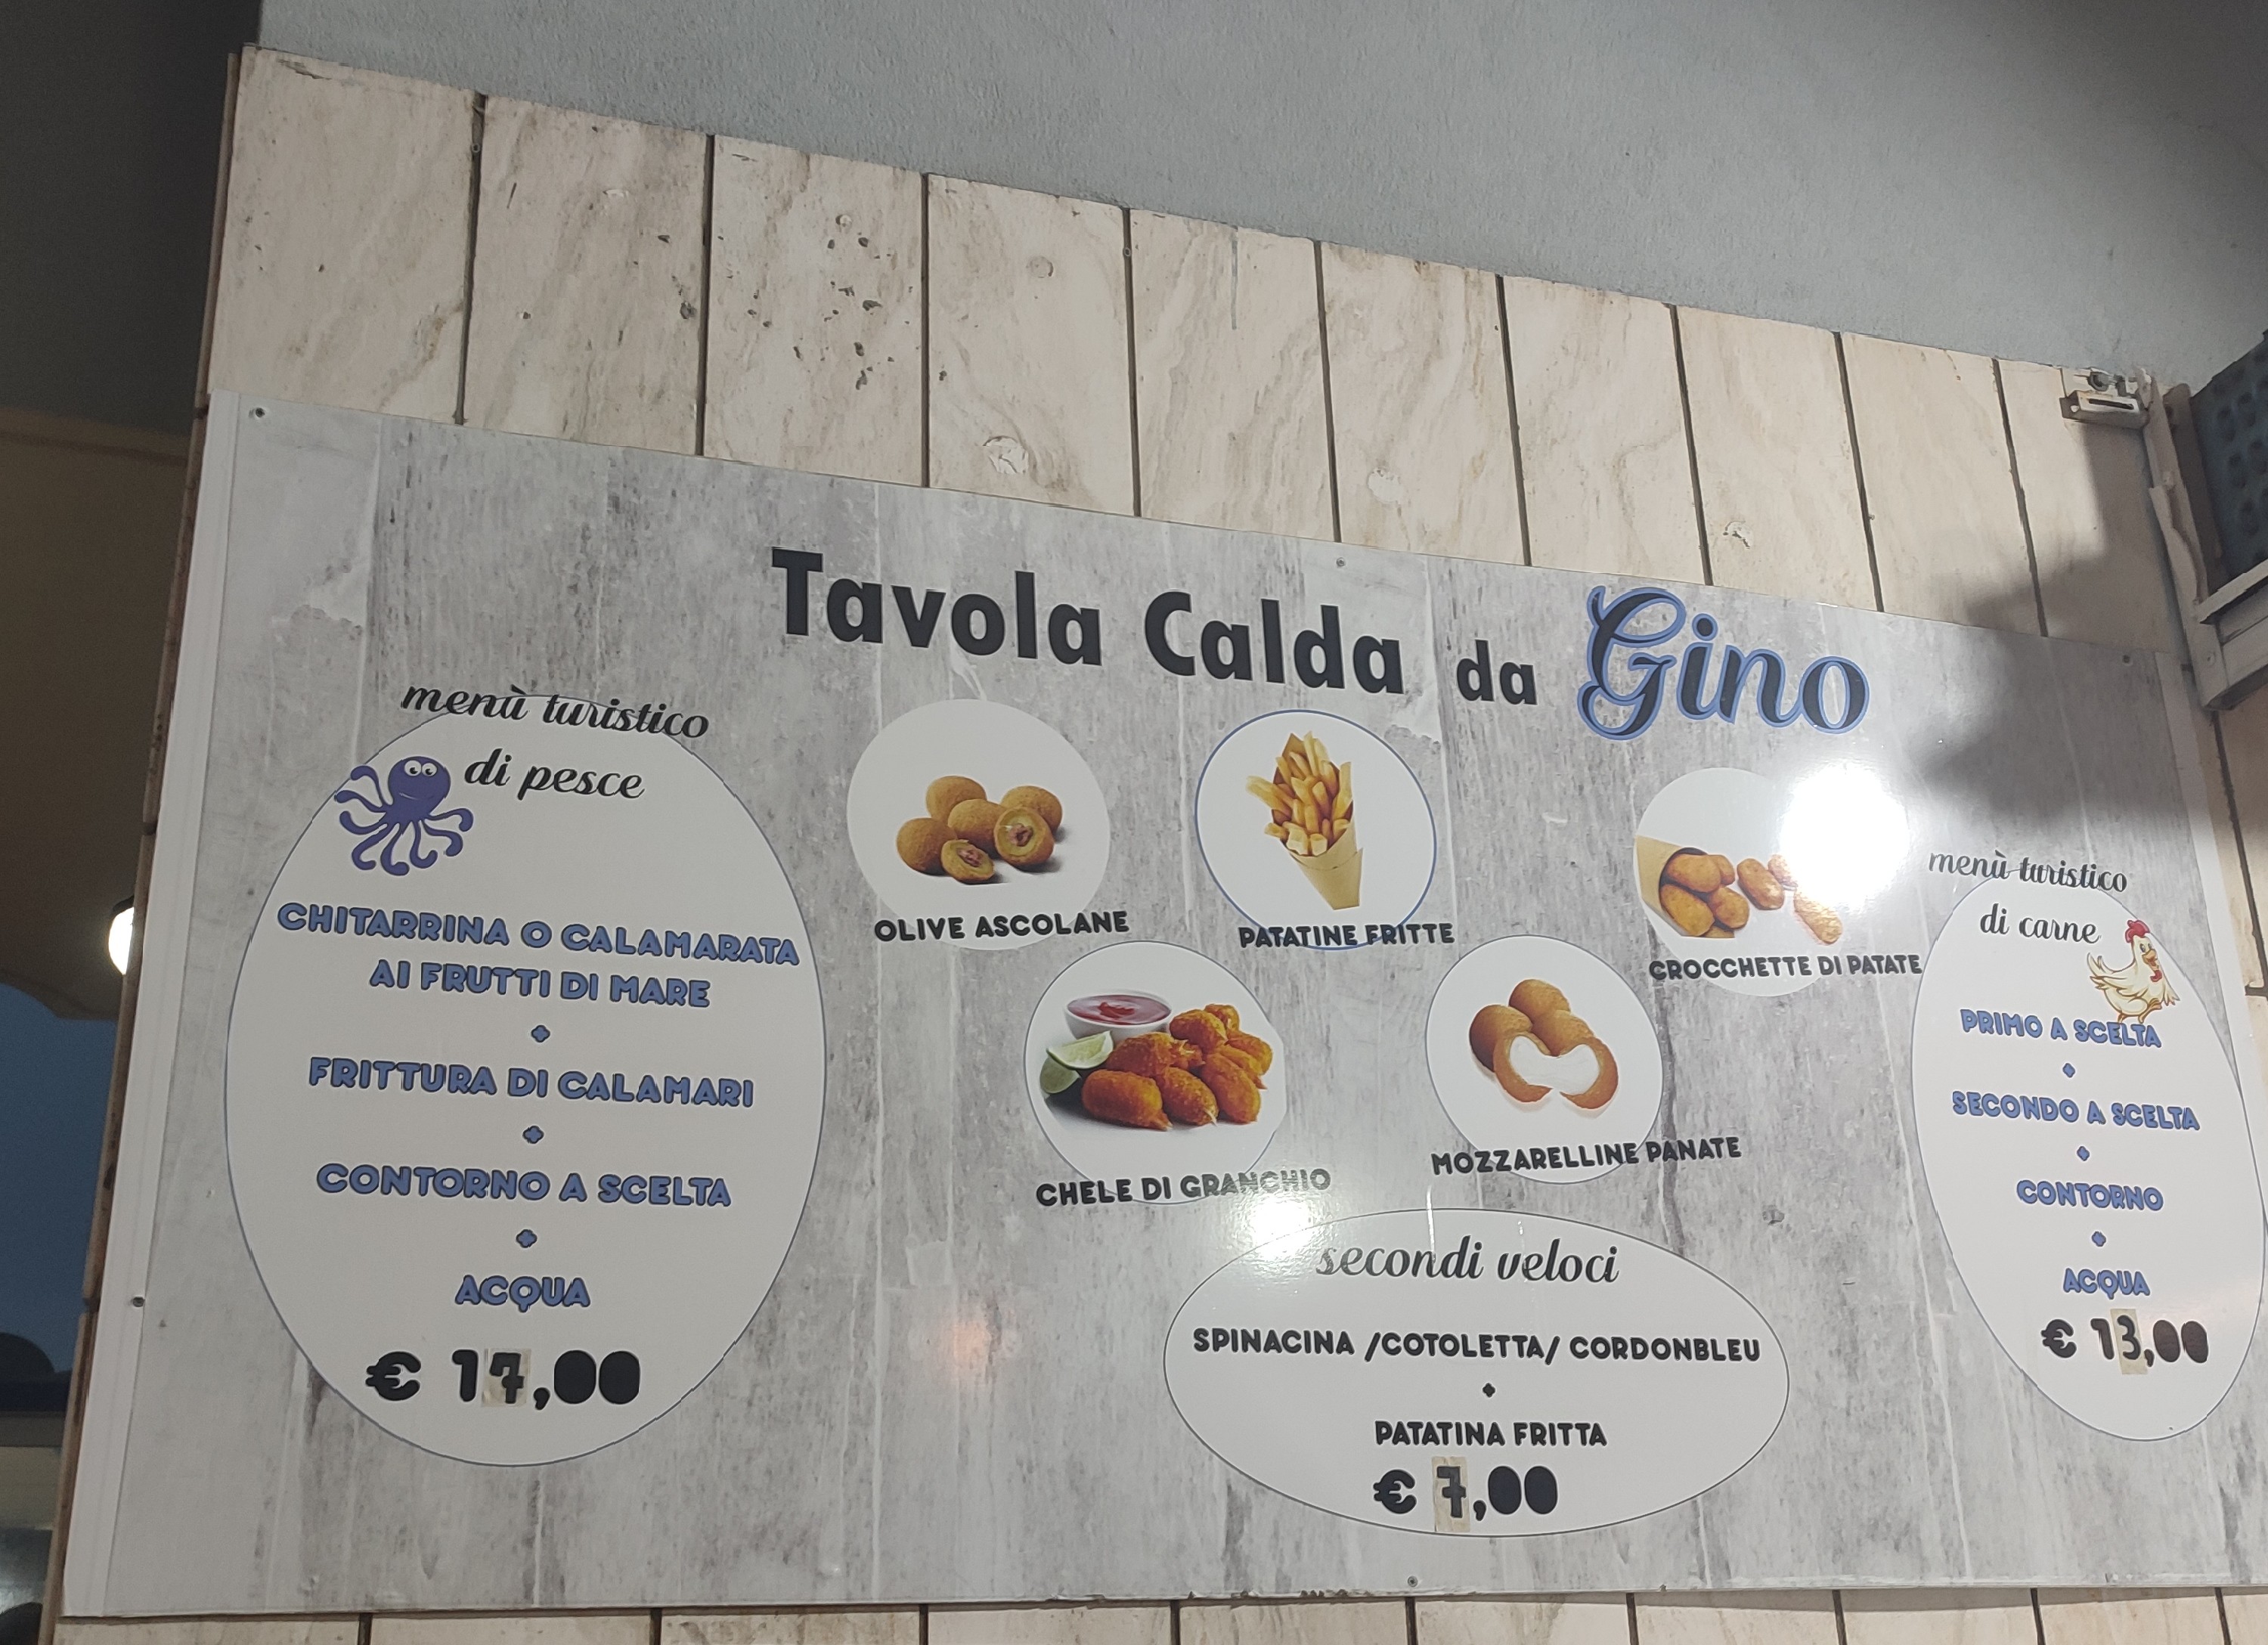 Tavola Calda da Gino
menù turistico
di pesce
CHITARRINA O CALAMARATA
AI FRUTTI DI MARE
+
FRITTURA DI CALAMARI
+
CONTORNO A SCELTA
+
ACQUA
€ 17,00
OLIVE ASCOLANE
PATATINE FRITTE
CROCCHETTE DI PATATE
CHELE DI GRANCHIO
MOZZARELLINE PANATE
secondi veloci
SPINACINA /COTOLETTA/ CORDONBLEU
+
PATATINA FRITTA
€ 7,00
menù turistico
di carne
PRIMO A SCELTA
+
SECONDO A SCELTA
+
CONTORNO
+
ACQUA
€ 13,00